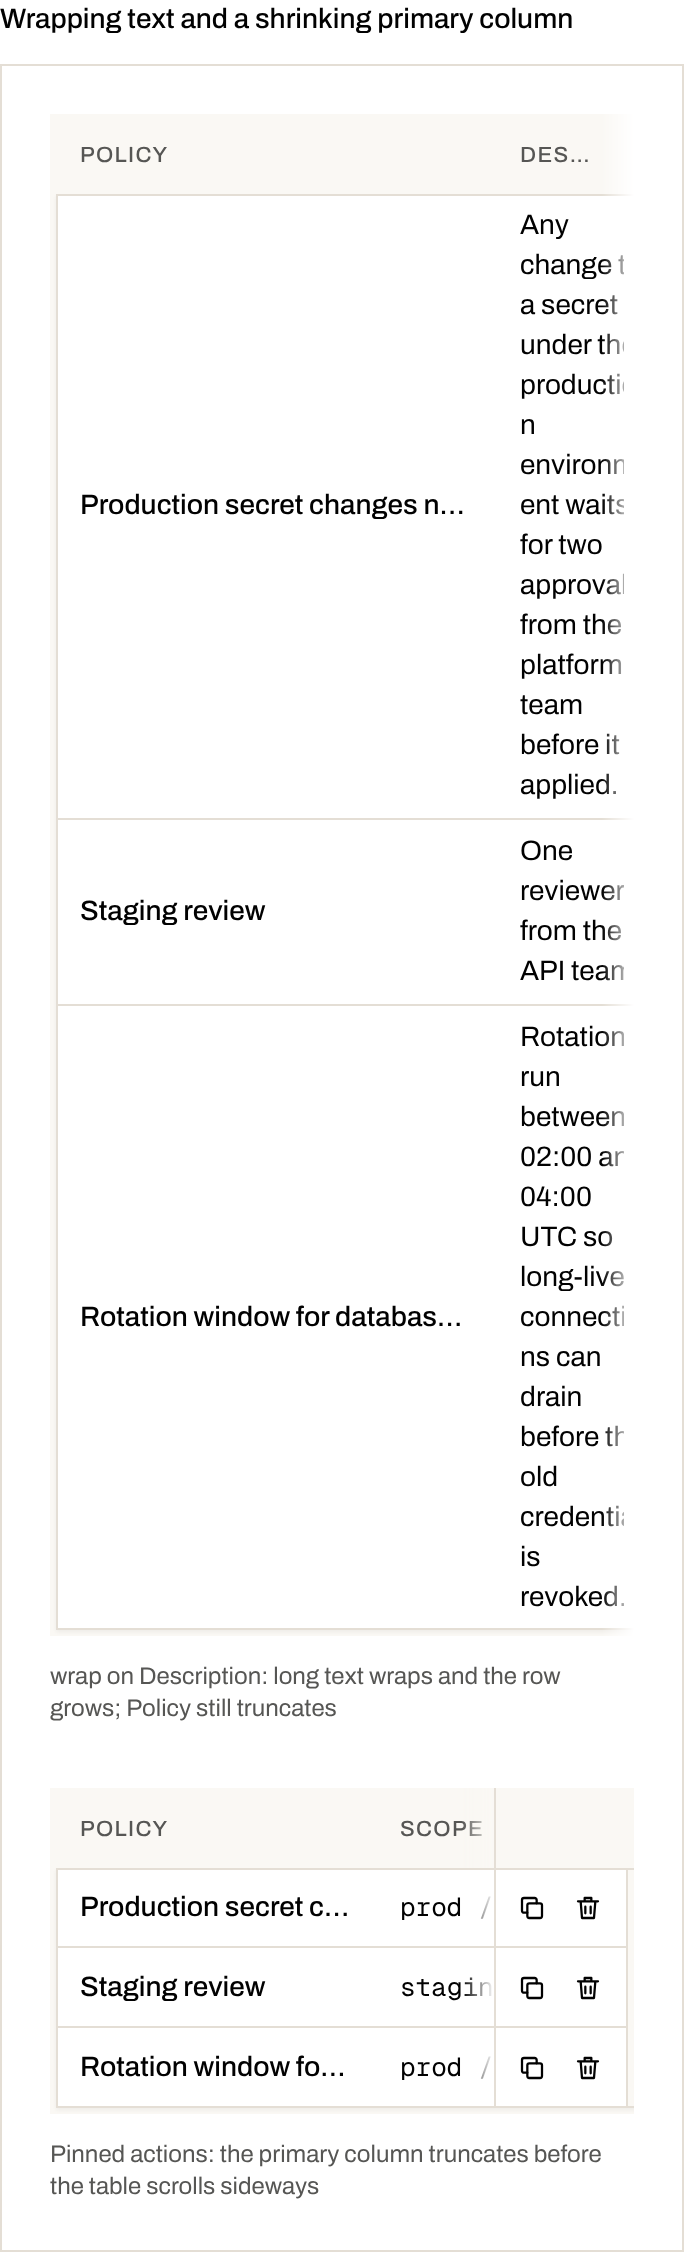 Wrapping text and a shrinking primary column
POLICY
DES...
Production secret changes n...
Any
change t
a secret
under the
producti
n
environn
ent waits
for two
approval
from the
platform
team
before it
applied.
Staging review
One
reviewer
from the
API team
Rotation window for databas...
Rotation
run
between
02:00 an
04:00
UTC so
long-live
connecti
ns can
drain
before th
old
credentia
is
revoked.
wrap on Description: long text wraps and the row
grows; Policy still truncates
POLICY
SCOPE
Production secret c...
prod /
Staging review
stagin
Rotation window fo...
prod /
Pinned actions: the primary column truncates before
the table scrolls sideways